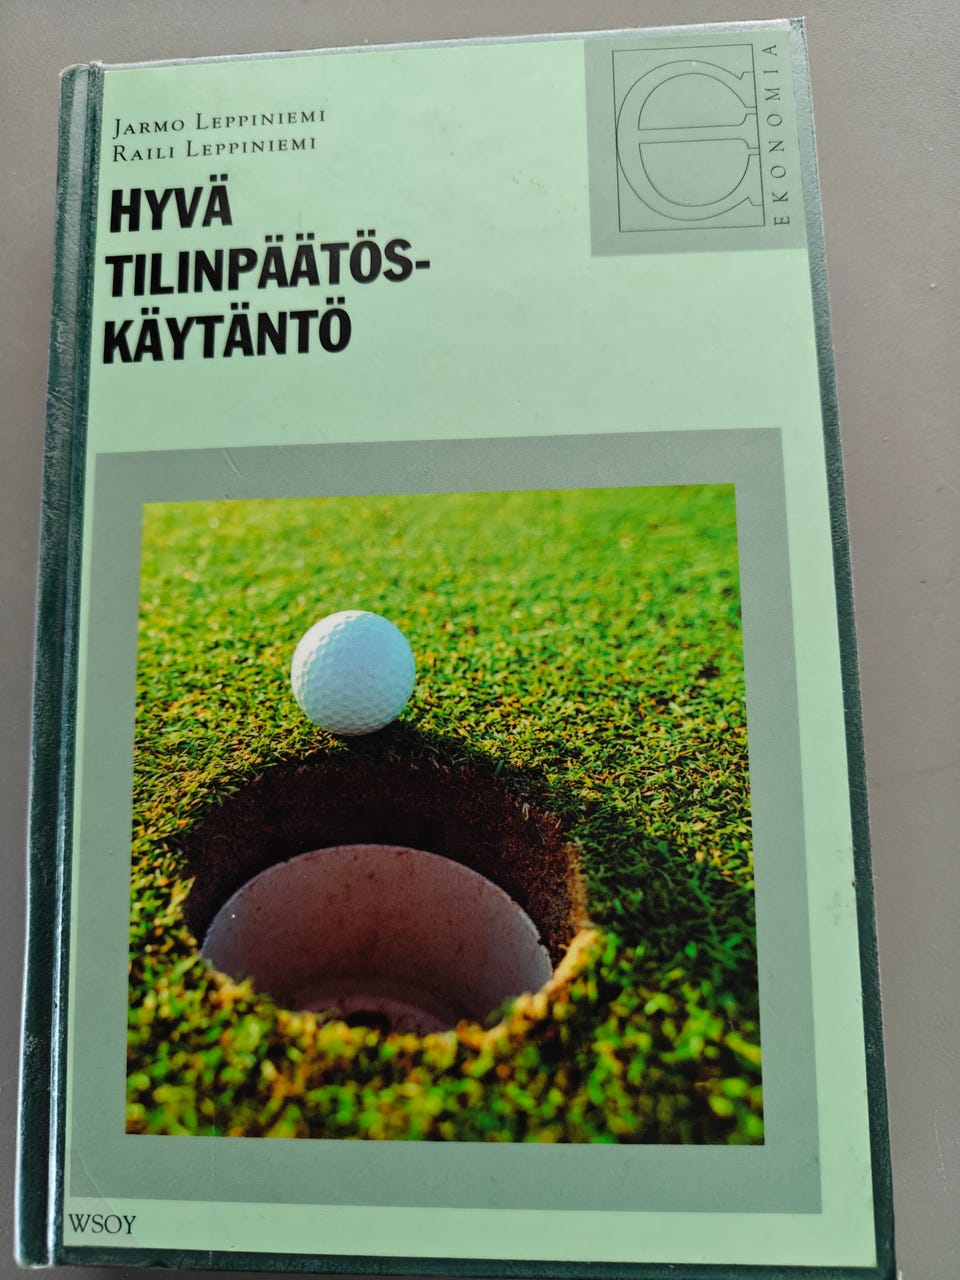 JARMO LEPPINIEMI
RAILI LEPPINIEMI
HYVÄ
TILINPÄÄTÖS-
KÄYTÄNTÖ
EKONOMIA
WSOY